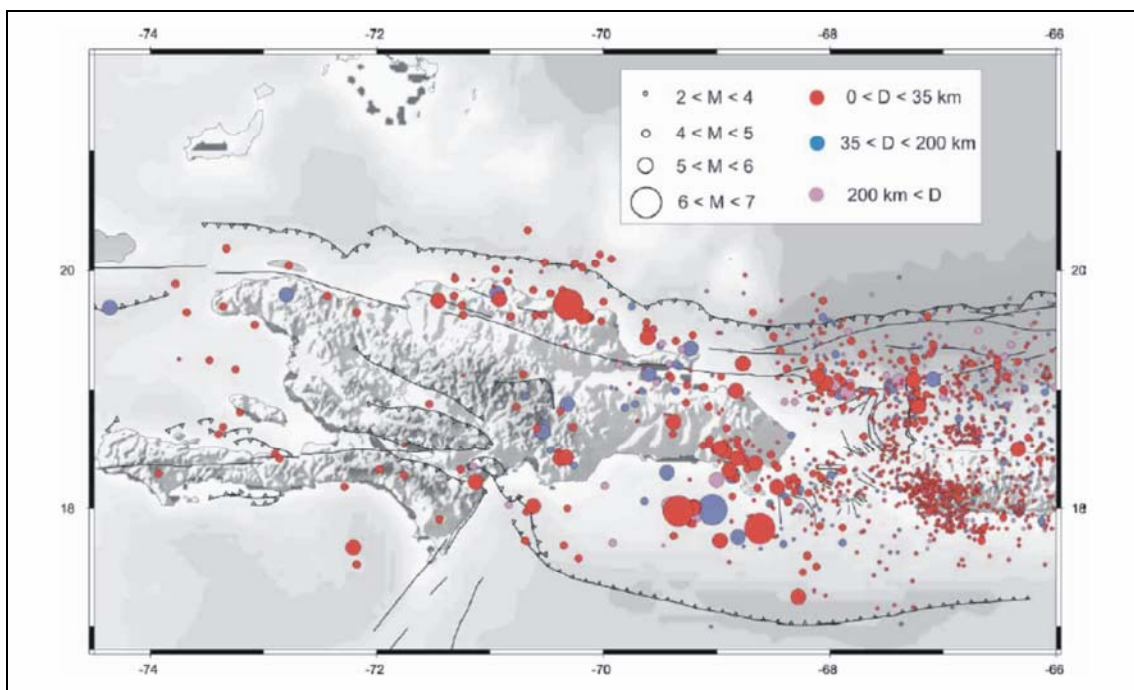 -74 -72 -70 -68 -66
2 < M < 4 0 < D < 35 km
4 < M < 5 35 < D < 200 km
5 < M < 6
6 < M < 7 200 km < D
20 20
18 18
-74 -72 -70 -68 -66